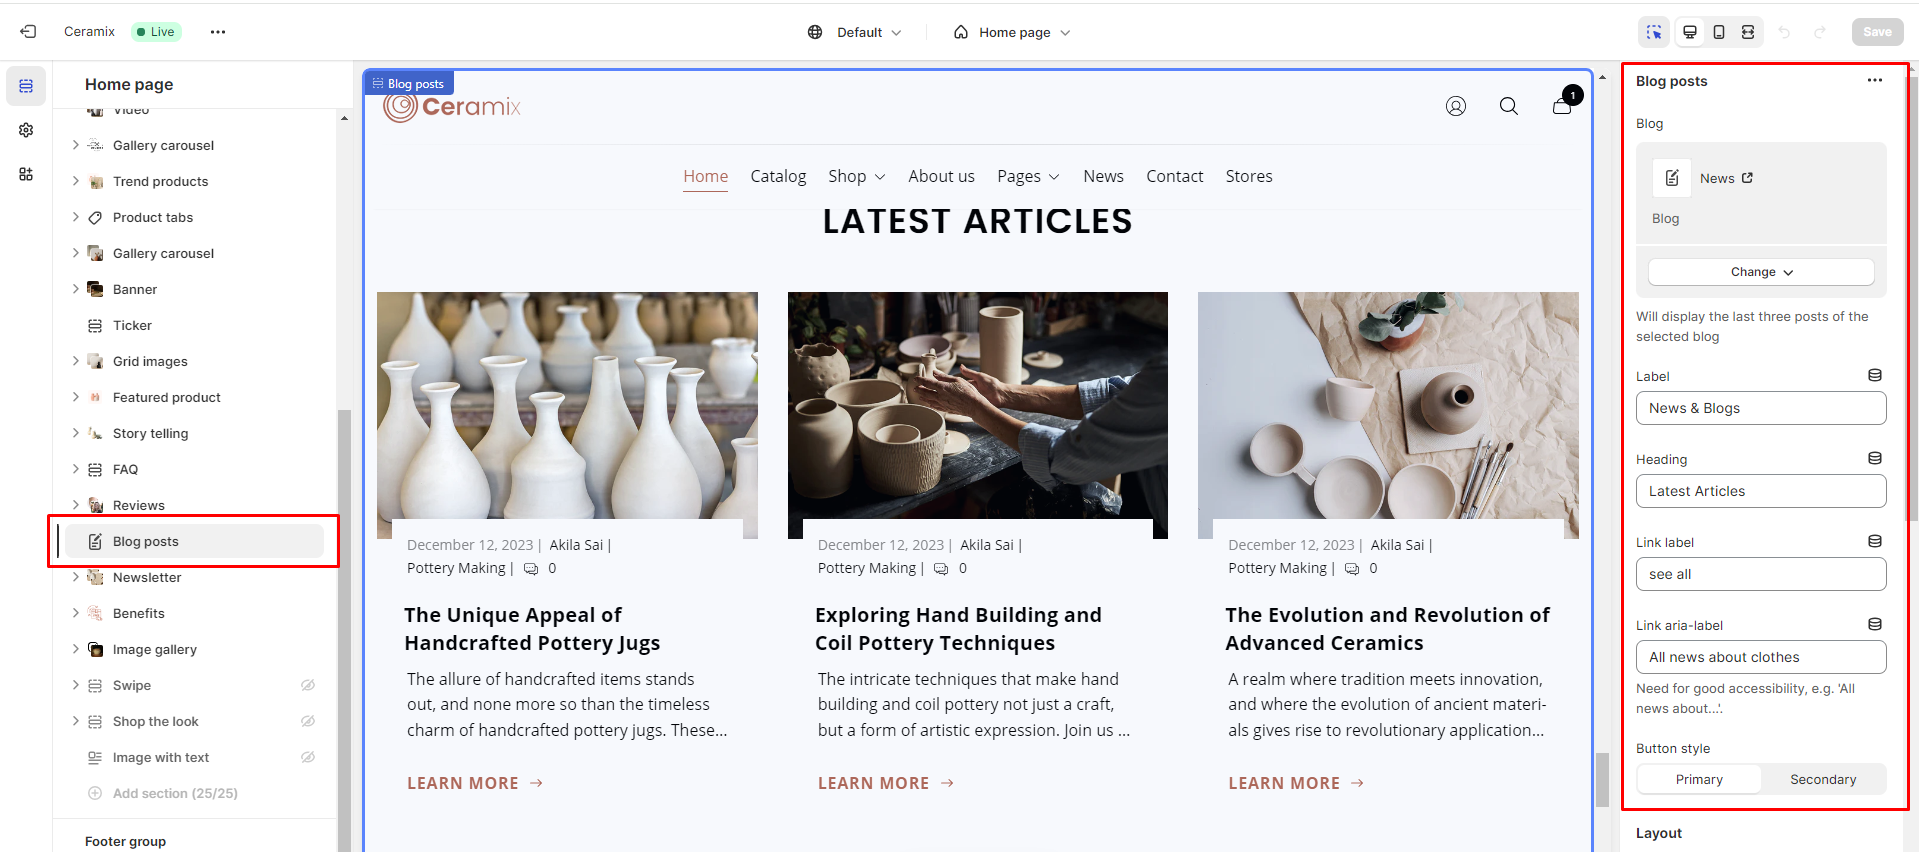 Ceramix
Live
Default
Home page
Save
Home page
Video
Gallery carousel
Trend products
Product tabs
Gallery carousel
Banner
Ticker
Grid images
Featured product
Story telling
FAQ
Reviews
Blog posts
Newsletter
Benefits
Image gallery
Swipe
Shop the look
Image with text
Add section (25/25)
Footer group
Blog posts
Ceramix
1
Home
Catalog
Shop
About us
Pages
News
Contact
Stores
LATEST ARTICLES
December 12, 2023 | Akila Sai |
Pottery Making | 0
The Unique Appeal of
Handcrafted Pottery Jugs
The allure of handcrafted items stands
out, and none more so than the timeless
charm of handcrafted pottery jugs. These...
LEARN MORE →
December 12, 2023 | Akila Sai |
Pottery Making | 0
Exploring Hand Building and
Coil Pottery Techniques
The intricate techniques that make hand
building and coil pottery not just a craft,
but a form of artistic expression. Join us ...
LEARN MORE →
December 12, 2023 | Akila Sai |
Pottery Making | 0
The Evolution and Revolution of
Advanced Ceramics
A realm where tradition meets innovation,
and where the evolution of ancient materi-
als gives rise to revolutionary application...
LEARN MORE →
Blog posts
Blog
News
Blog
Change
Will display the last three posts of the
selected blog
Label
News & Blogs
Heading
Latest Articles
Link label
see all
Link aria-label
All news about clothes
Need for good accessibility, e.g. 'All
news about...'.
Button style
Primary
Secondary
Layout